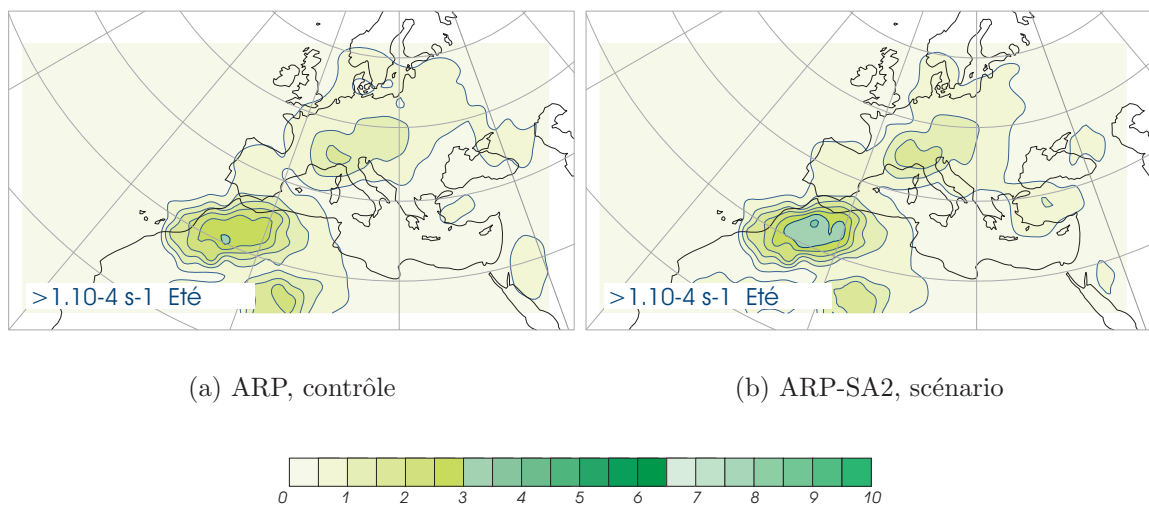 >1.10-4 s-1 Eté
>1.10-4 s-1 Eté
(a) ARP, contrôle
(b) ARP-SA2, scénario
0 1 2 3 4 5 6 7 8 9 10